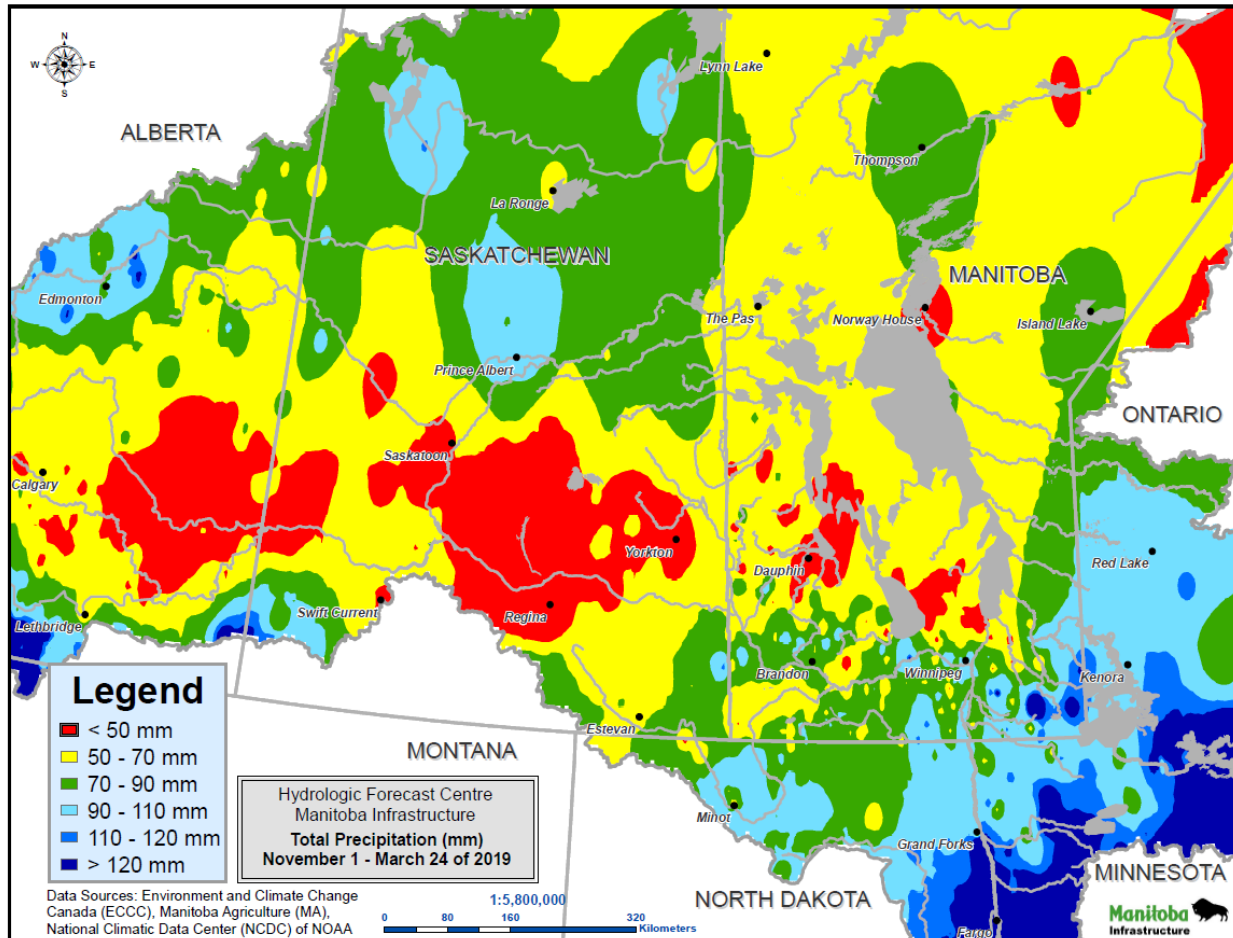 N
W E
S
Lynn Lake
ALBERTA
Thompson
La Ronge
SASKATCHEWAN
MANITOBA
Edmonton
The Pas
Norway House
Island Lake
Prince Albert
ONTARIO
Saskatoon
Calgary
Yorkton
Dauphin
Red Lake
Lethbridge
Swift Current
Regina
Brandon
Winnipeg
Kenora
Estevan
MONTANA
Minot
Grand Forks
NORTH DAKOTA
MINNESOTA
Fargo
Legend
< 50 mm
50 - 70 mm
70 - 90 mm
90 - 110 mm
110 - 120 mm
> 120 mm
Hydrologic Forecast Centre
Manitoba Infrastructure
Total Precipitation (mm)
November 1 - March 24 of 2019
Data Sources: Environment and Climate Change
Canada (ECCC), Manitoba Agriculture (MA),
National Climatic Data Center (NCDC) of NOAA
1:5,800,000
0 80 160 320
Kilometers
Manitoba
Infrastructure